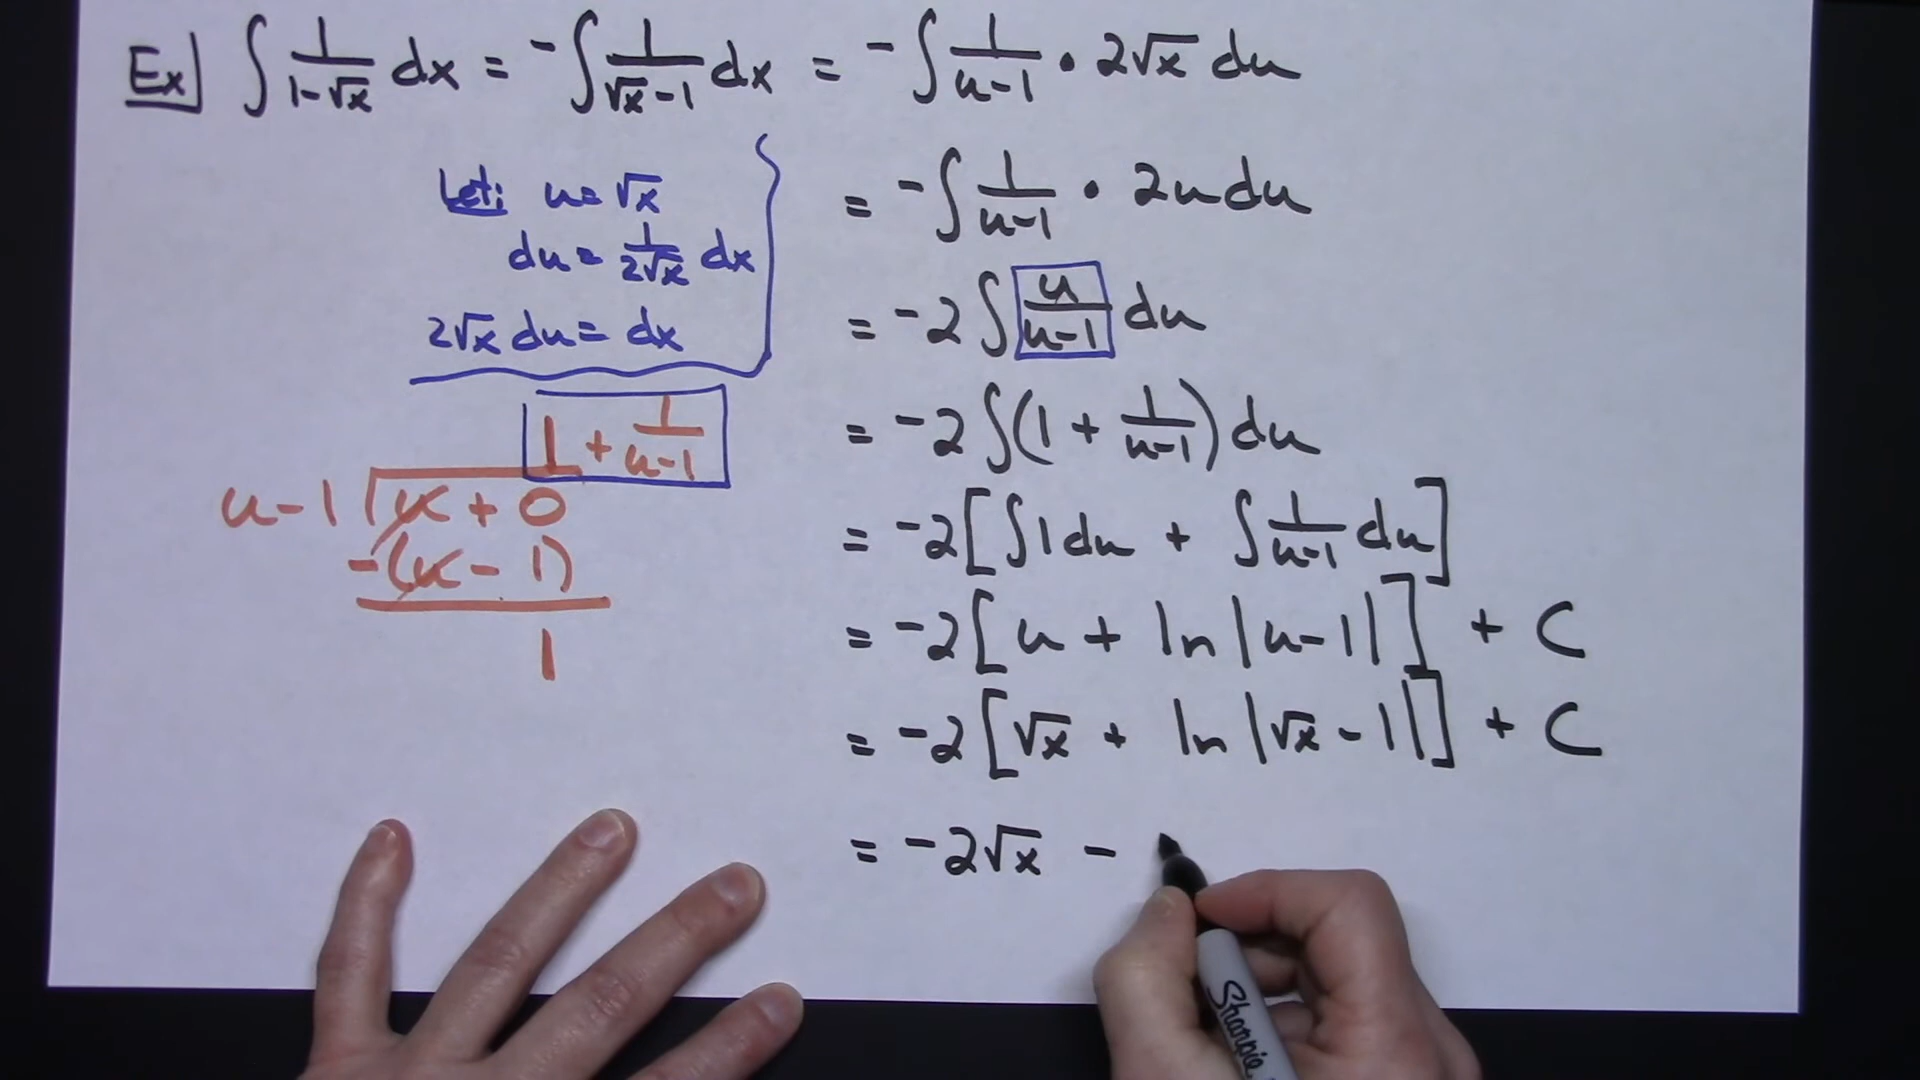 Ex] ∫ 1/(1-√x) dx = -∫ 1/(√x-1) dx = -∫ 1/(u-1) • 2√x du
Let: u = √x
du = 1/(2√x) dx
2√x du = dx
1 + 1/(u-1)
u-1 ⟌ u + 0
-(u - 1)
1
= -∫ 1/(u-1) • 2u du
= -2 ∫ u/(u-1) du
= -2 ∫(1 + 1/(u-1)) du
= -2[∫1du + ∫ 1/(u-1) du]
= -2[u + ln|u-1|] + C
= -2[√x + ln|√x - 1|] + C
= -2√x -
Sharpie